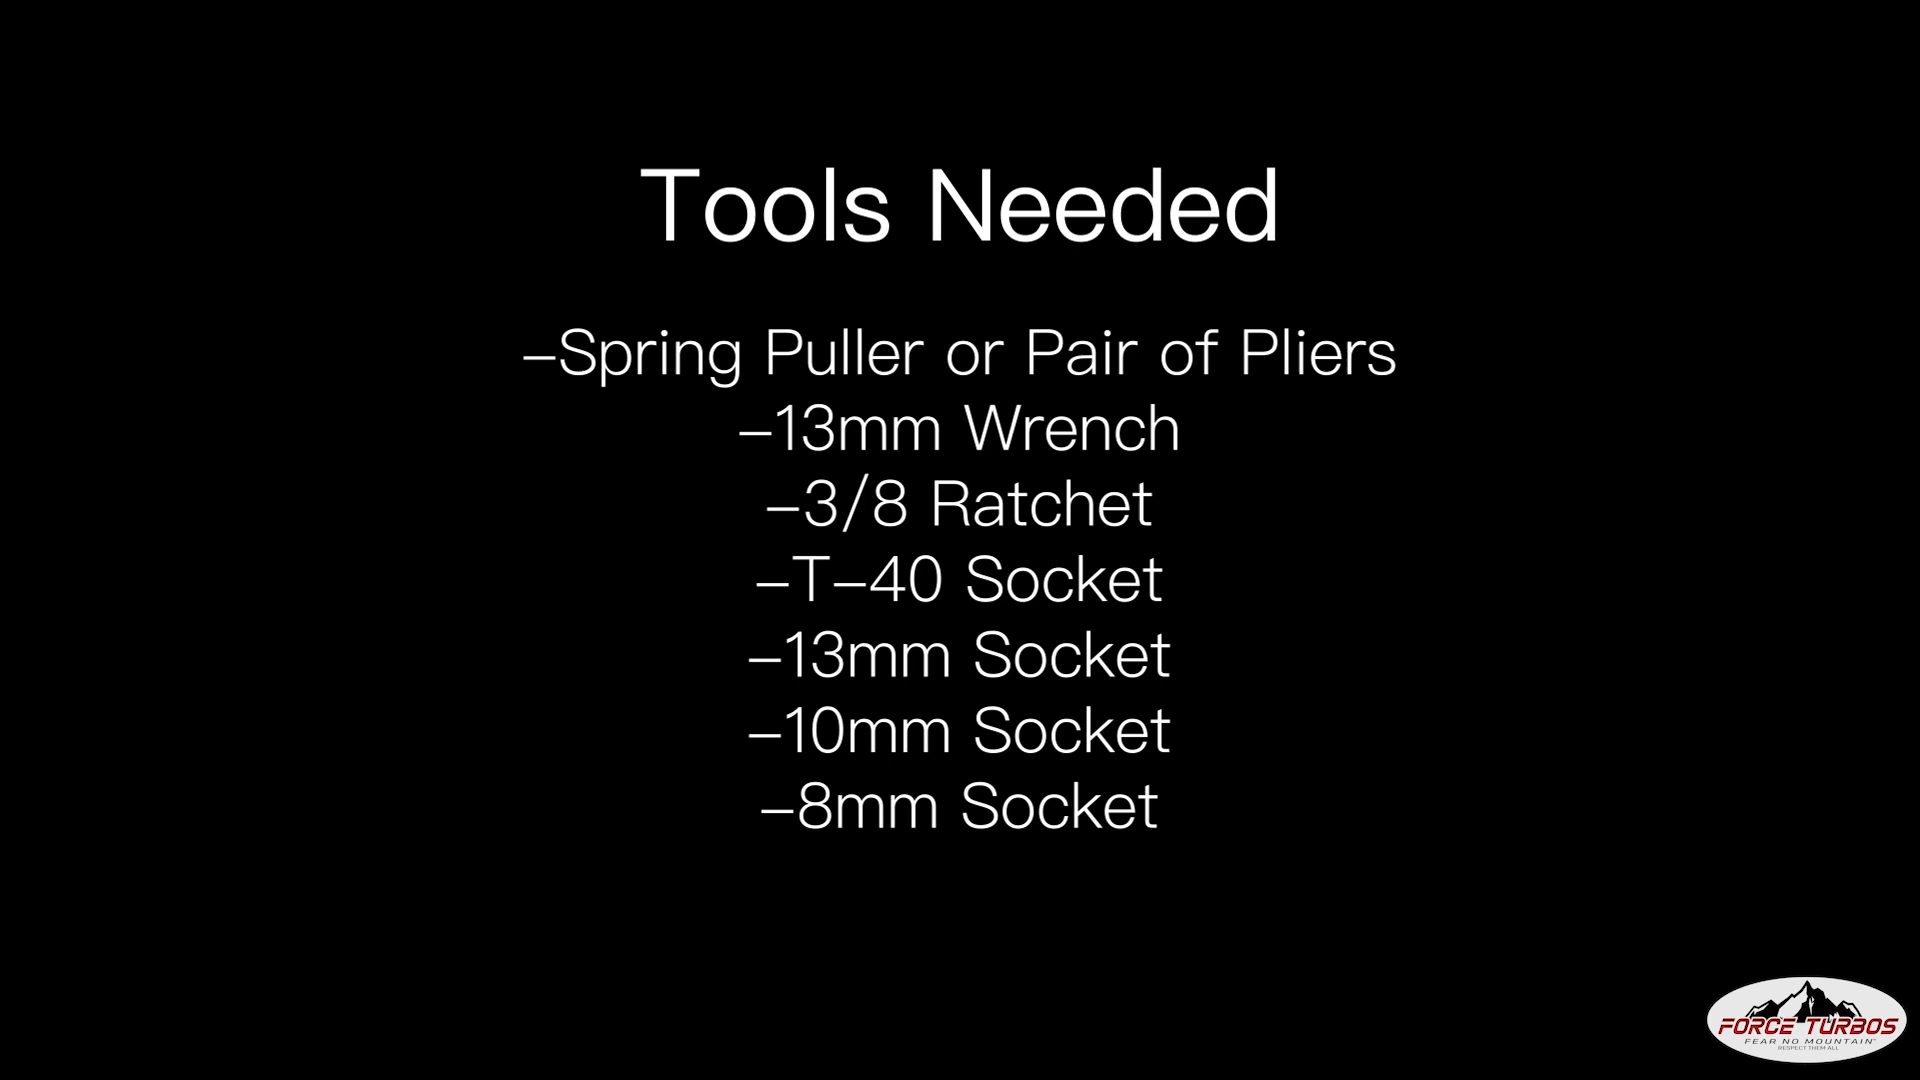 Tools Needed
-Spring Puller or Pair of Pliers
-13mm Wrench
-3/8 Ratchet
-T-40 Socket
-13mm Socket
-10mm Socket
-8mm Socket
FORCE TURBOS
FEAR NO MOUNTAIN
RESPECT THEM ALL